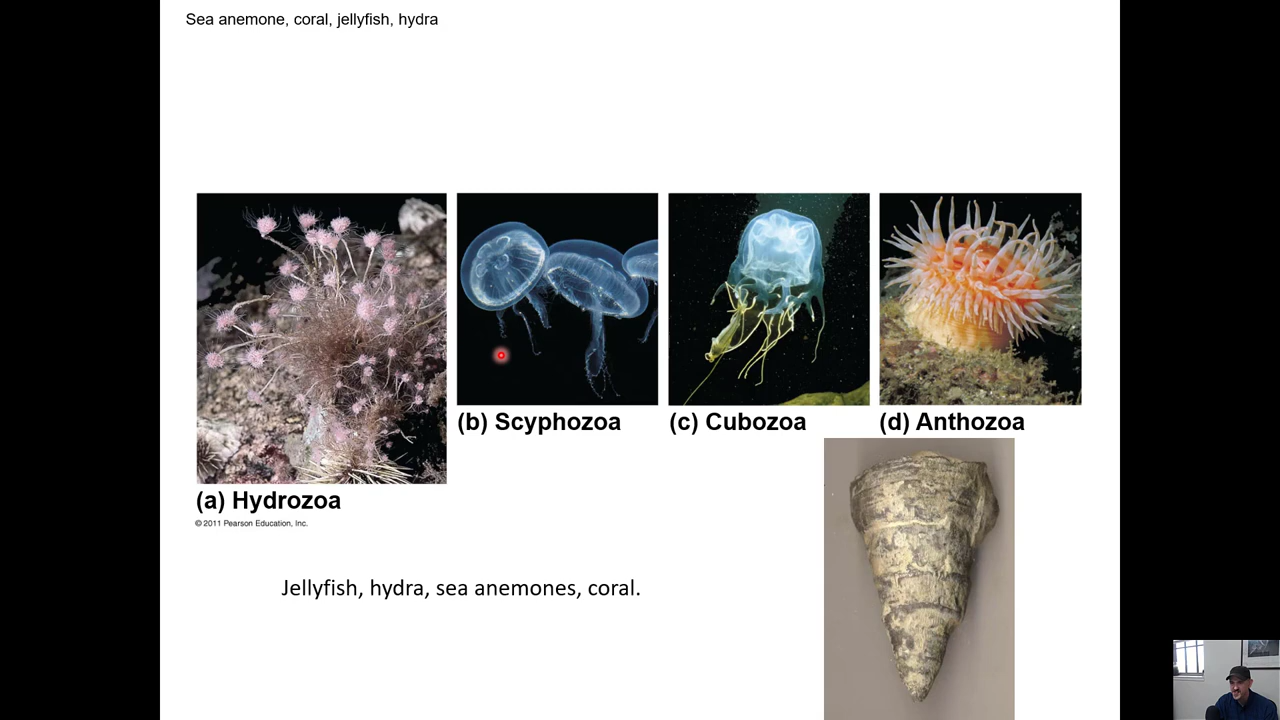 Sea anemone, coral, jellyfish, hydra
(b) Scyphozoa
(c) Cubozoa
(d) Anthozoa
(a) Hydrozoa
© 2011 Pearson Education, Inc.
Jellyfish, hydra, sea anemones, coral.